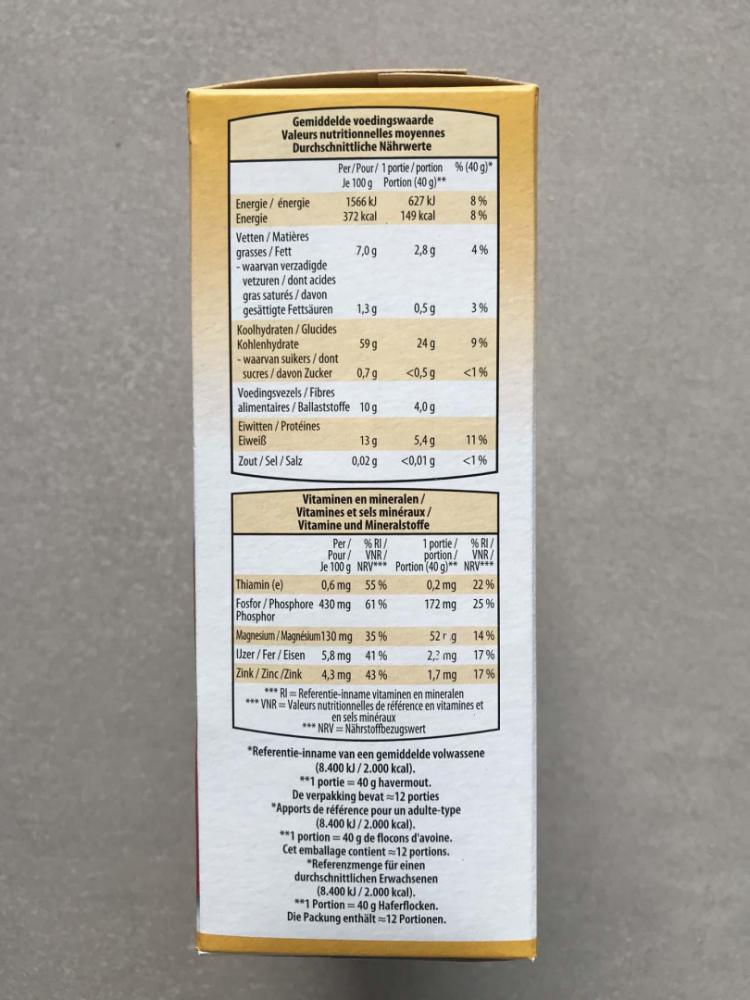 Gemiddelde voedingswaarde
Valeurs nutritionnelles moyennes
Durchschnittliche Nährwerte
Per/Pour/ 1 portie/portion % (40 g)*
Je 100 g Portion (40 g)**
Energie / énergie 1566 kJ 627 kJ 8 %
Energie 372 kcal 149 kcal 8 %
Vetten / Matières
grasses / Fett 7,0 g 2,8 g 4 %
- waarvan verzadigde
vetzuren / dont acides
gras saturés / davon
gesättigte Fettsäuren 1,3 g 0,5 g 3 %
Koolhydraten / Glucides
Kohlenhydrate 59 g 24 g 9 %
- waarvan suikers / dont
sucres / davon Zucker 0,7 g <0,5 g <1 %
Voedingsvezels / Fibres
alimentaires / Ballaststoffe 10 g 4,0 g
Eiwitten / Protéines
Eiweiß 13 g 5,4 g 11 %
Zout / Sel / Salz 0,02 g <0,01 g <1 %
Vitaminen en mineralen /
Vitamines et sels minéraux /
Vitamine und Mineralstoffe
Per / % RI / 1 portie / % RI /
Pour / VNR / portion / VNR /
Je 100 g NRV*** Portion (40 g)** NRV***
Thiamin (e) 0,6 mg 55 % 0,2 mg 22 %
Fosfor / Phosphore 430 mg 61 % 172 mg 25 %
Phosphor
Magnesium / Magnésium 130 mg 35 % 52 g 14 %
IJzer / Fer / Eisen 5,8 mg 41 % mg 17 %
Zink / Zinc /Zink 4,3 mg 43 % 1,7 mg 17 %
*** RI = Referentie-inname vitaminen en mineralen
*** VNR = Valeurs nutritionnelles de référence en vitamines et
en sels minéraux
*** NRV = Nährstoffbezugswert
*Referentie-inname van een gemiddelde volwassene
(8.400 kJ / 2.000 kcal).
**1 portie = 40 g havermout.
De verpakking bevat ≈12 porties
*Apports de référence pour un adulte-type
(8.400 kJ / 2.000 kcal).
**1 portion = 40 g de flocons d'avoine.
Cet emballage contient ≈12 portions.
*Referenzmenge für einen
durchschnittlichen Erwachsenen
(8.400 kJ / 2.000 kcal).
**1 Portion = 40 g Haferflocken.
Die Packung enthält ≈12 Portionen.